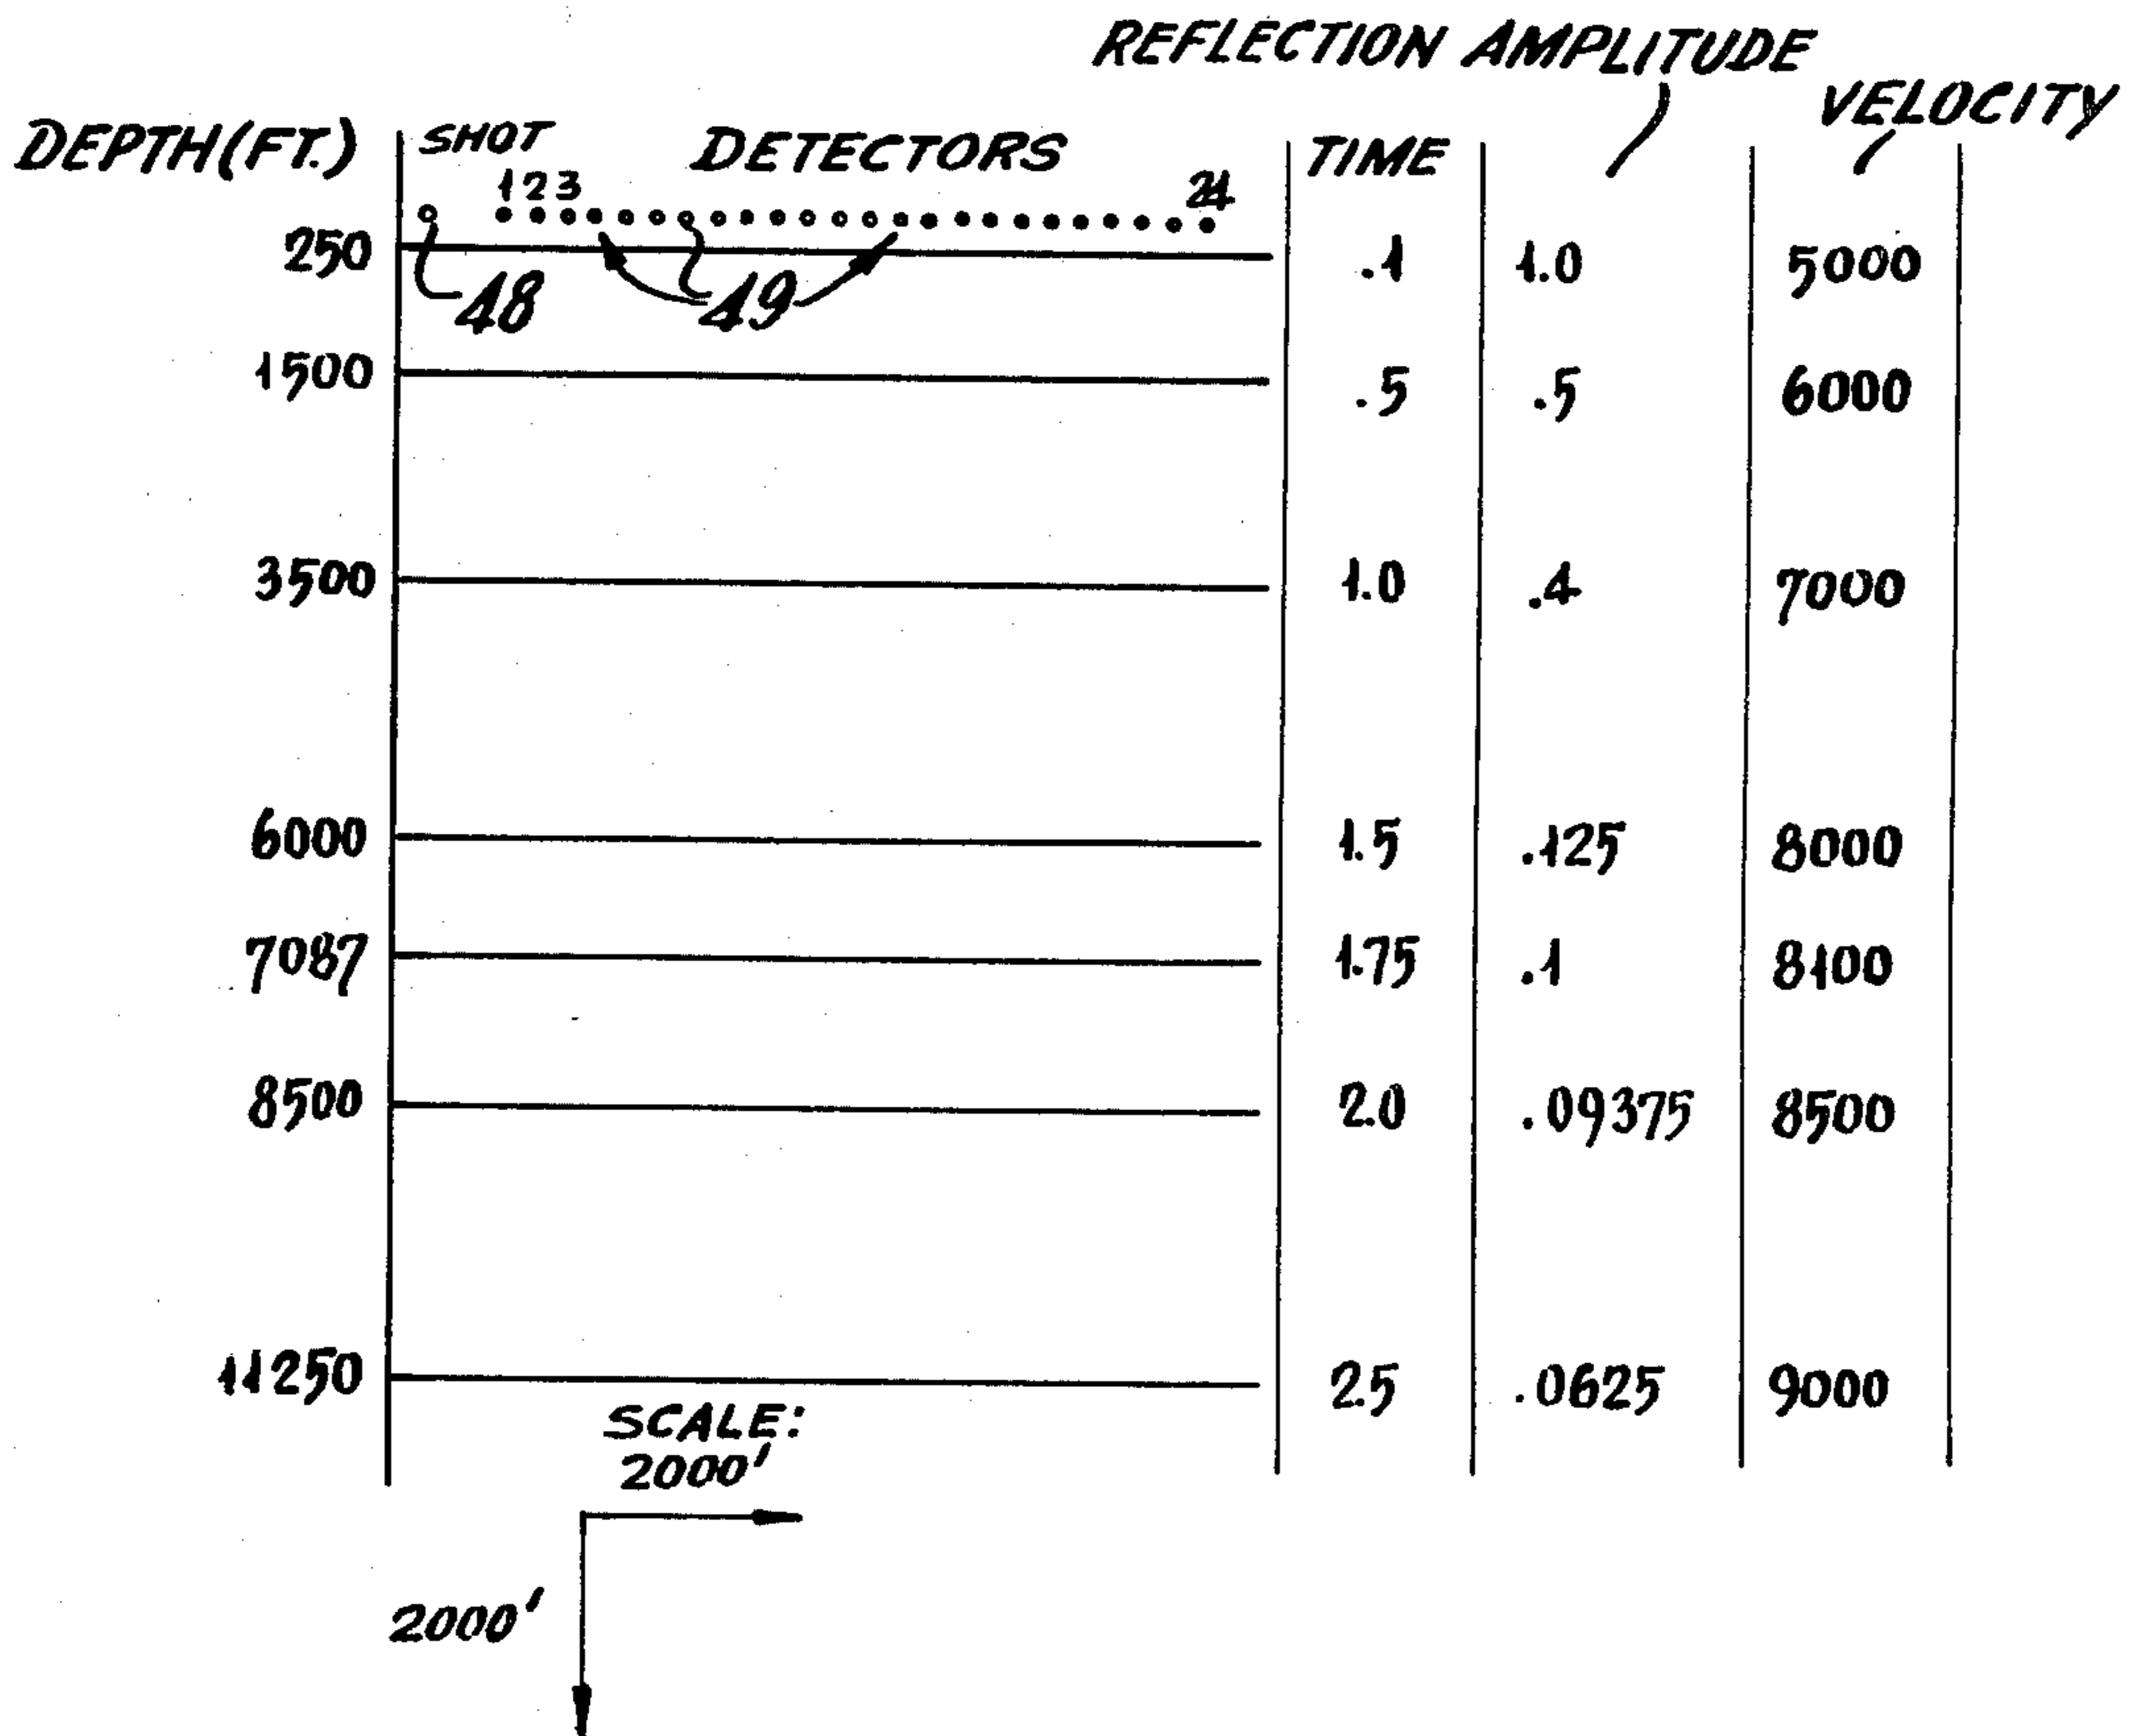 REFLECTION AMPLITUDE
VELOCITY
DEPTH(FT.) SHOT DETECTORS TIME
1 2 3 24
250 .1 1.0 5000
48 49
1500 .5 .5 6000
3500 1.0 .4 7000
6000 1.5 .125 8000
7087 1.75 .1 8100
8500 2.0 .09375 8500
11250 2.5 .0625 9000
SCALE:
2000'
2000'